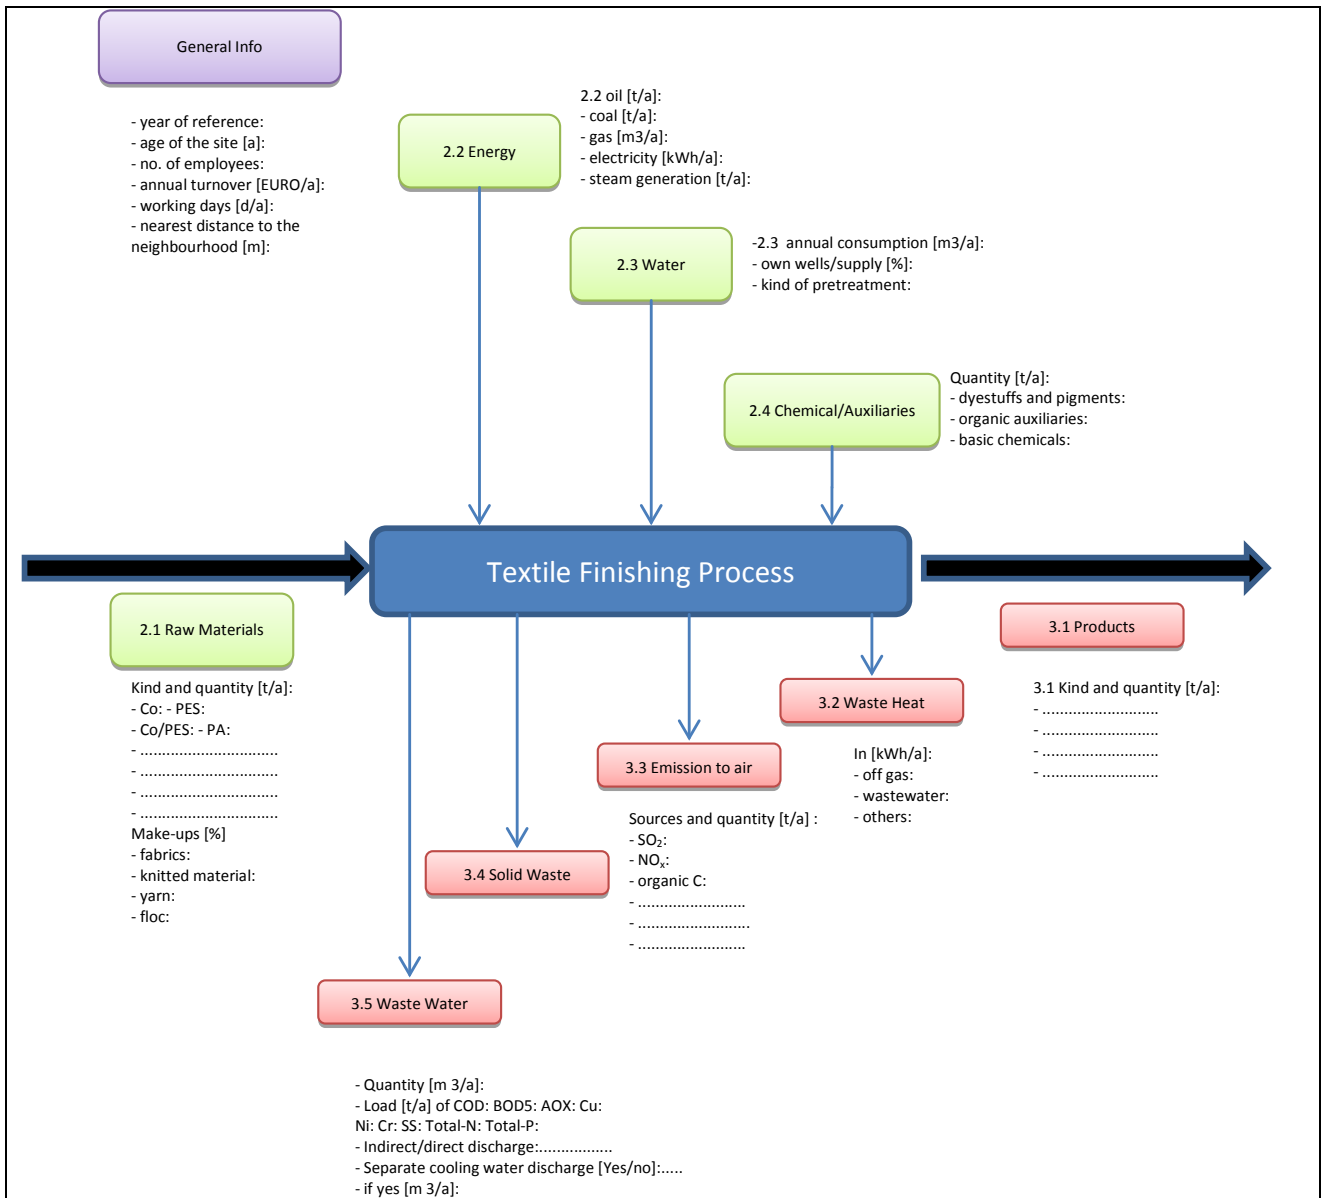 General Info
- year of reference:
- age of the site [a]:
- no. of employees:
- annual turnover [EURO/a]:
- working days [d/a]:
- nearest distance to the
neighbourhood [m]:
2.2 Energy
2.2 oil [t/a]:
- coal [t/a]:
- gas [m3/a]:
- electricity [kWh/a]:
- steam generation [t/a]:
2.3 Water
-2.3  annual consumption [m3/a]:
- own wells/supply [%]:
- kind of pretreatment:
2.4 Chemical/Auxiliaries
Quantity [t/a]:
- dyestuffs and pigments:
- organic auxiliaries:
- basic chemicals:
Textile Finishing Process
2.1 Raw Materials
Kind and quantity [t/a]:
- Co: - PES:
- Co/PES: - PA:
- ................................
- ................................
- ................................
- ................................
Make-ups [%]
- fabrics:
- knitted material:
- yarn:
- floc:
3.1 Products
3.1 Kind and quantity [t/a]:
- ...........................
- ...........................
- ...........................
- ...........................
3.2 Waste Heat
In [kWh/a]:
- off gas:
- wastewater:
- others:
3.3 Emission to air
Sources and quantity [t/a] :
- SO₂:
- NOₓ:
- organic C:
- .........................
- ..........................
- .........................
3.4 Solid Waste
3.5 Waste Water
- Quantity [m 3/a]:
- Load [t/a] of COD: BOD5: AOX: Cu:
Ni: Cr: SS: Total-N: Total-P:
- Indirect/direct discharge:.................
- Separate cooling water discharge [Yes/no]:.....
- if yes [m 3/a]: